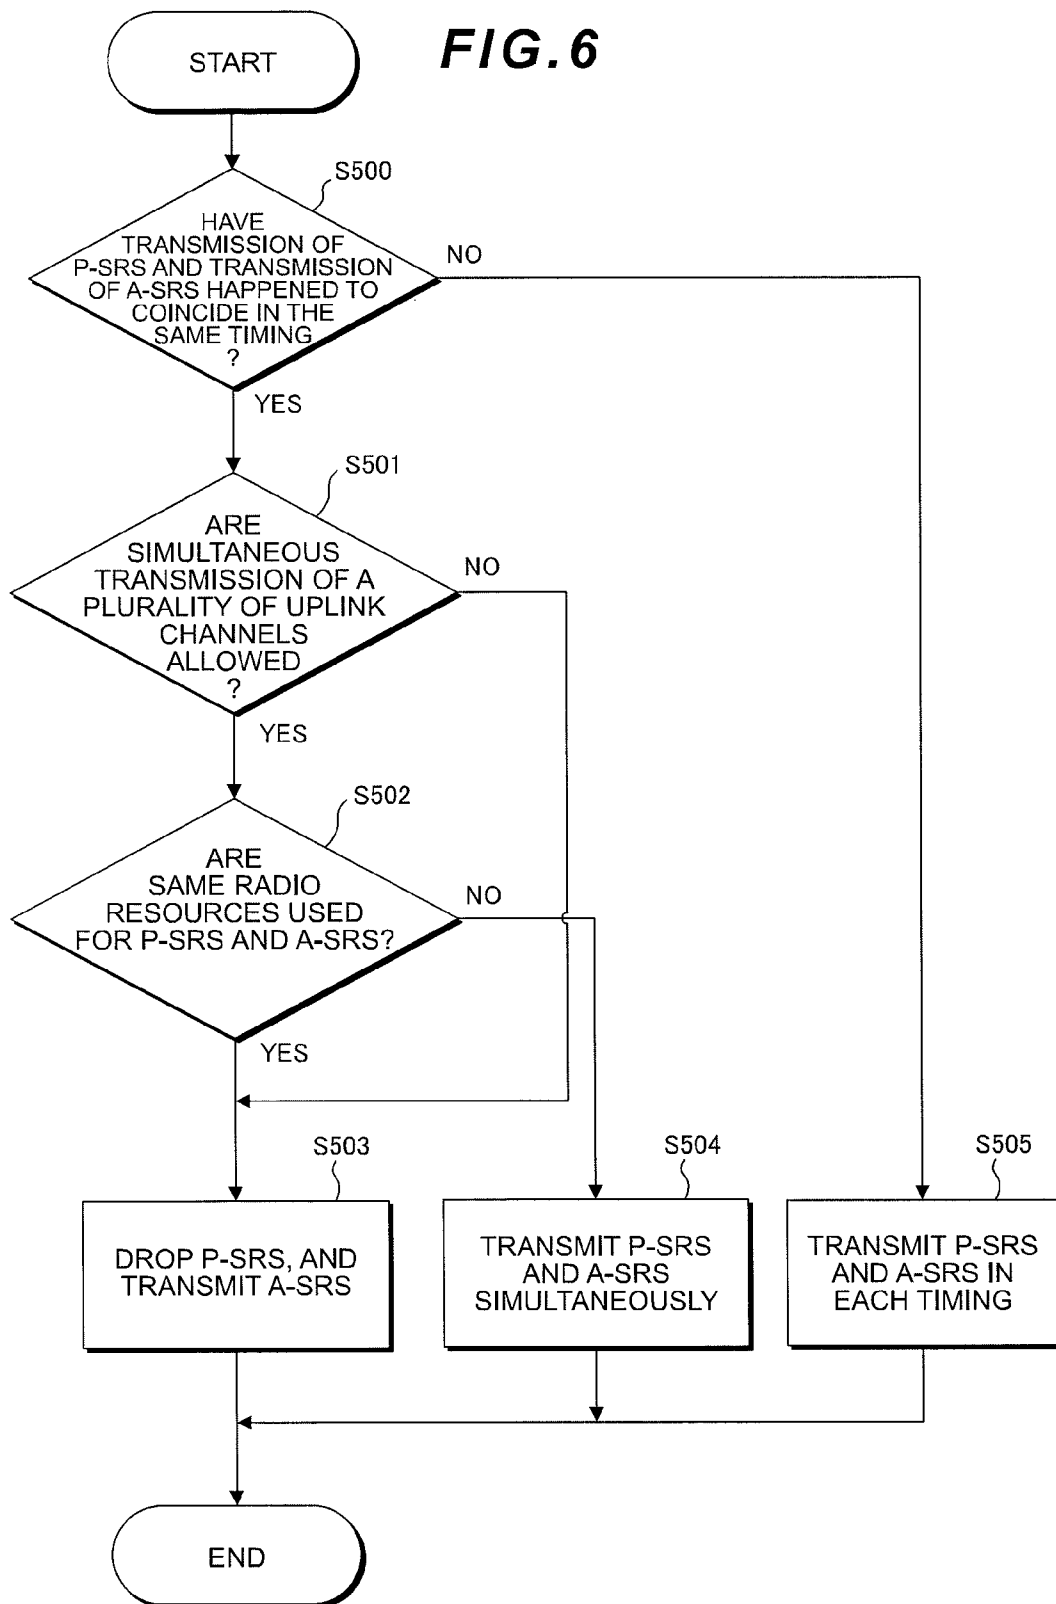 FIG.6
START
S500
HAVE
TRANSMISSION OF
P-SRS AND TRANSMISSION
OF A-SRS HAPPENED TO
COINCIDE IN THE
SAME TIMING
?
NO
YES
S501
ARE
SIMULTANEOUS
TRANSMISSION OF A
PLURALITY OF UPLINK
CHANNELS
ALLOWED
?
NO
YES
S502
ARE
SAME RADIO
RESOURCES USED
FOR P-SRS AND A-SRS?
NO
YES
S503
DROP P-SRS, AND
TRANSMIT A-SRS
S504
TRANSMIT P-SRS
AND A-SRS
SIMULTANEOUSLY
S505
TRANSMIT P-SRS
AND A-SRS IN
EACH TIMING
END